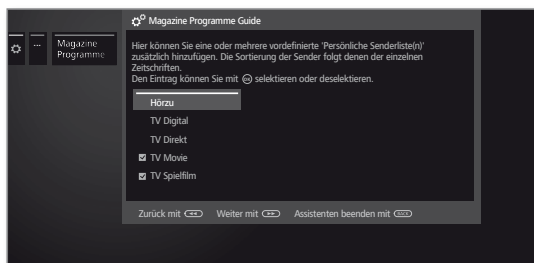 Magazine Programme Guide
...
Magazine
Programme
Hier können Sie eine oder mehrere vordefinierte 'Persönliche Senderliste(n)'
zusätzlich hinzufügen. Die Sortierung der Sender folgt denen der einzelnen
Zeitschriften.
Den Eintrag können Sie mit OK selektieren oder deselektieren.
Hörzu
TV Digital
TV Direkt
TV Movie
TV Spielfilm
Zurück mit Weiter mit Assistenten beenden mit BACK